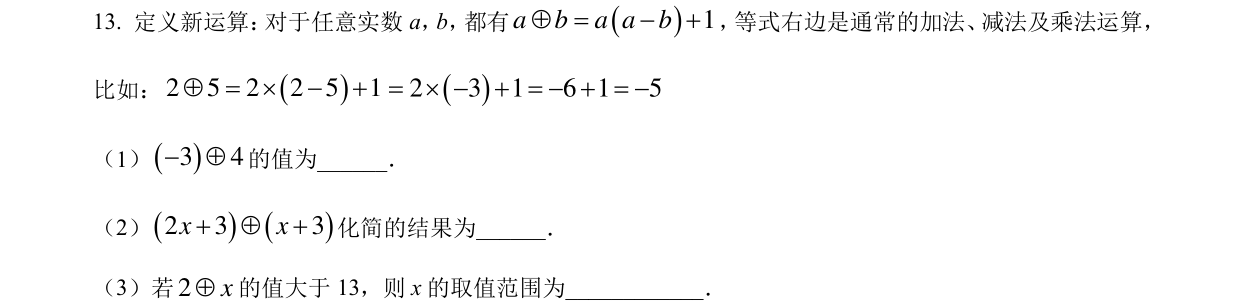 13. 定义新运算：对于任意实数 a，b，都有 a⊕b=a(a−b)+1，等式右边是通常的加法、减法及乘法运算，
比如：2⊕5=2×(2−5)+1=2×(−3)+1=−6+1=−5
（1）(−3)⊕4的值为______．
（2）(2x+3)⊕(x+3)化简的结果为______．
（3）若2⊕x的值大于 13，则 x 的取值范围为____________．